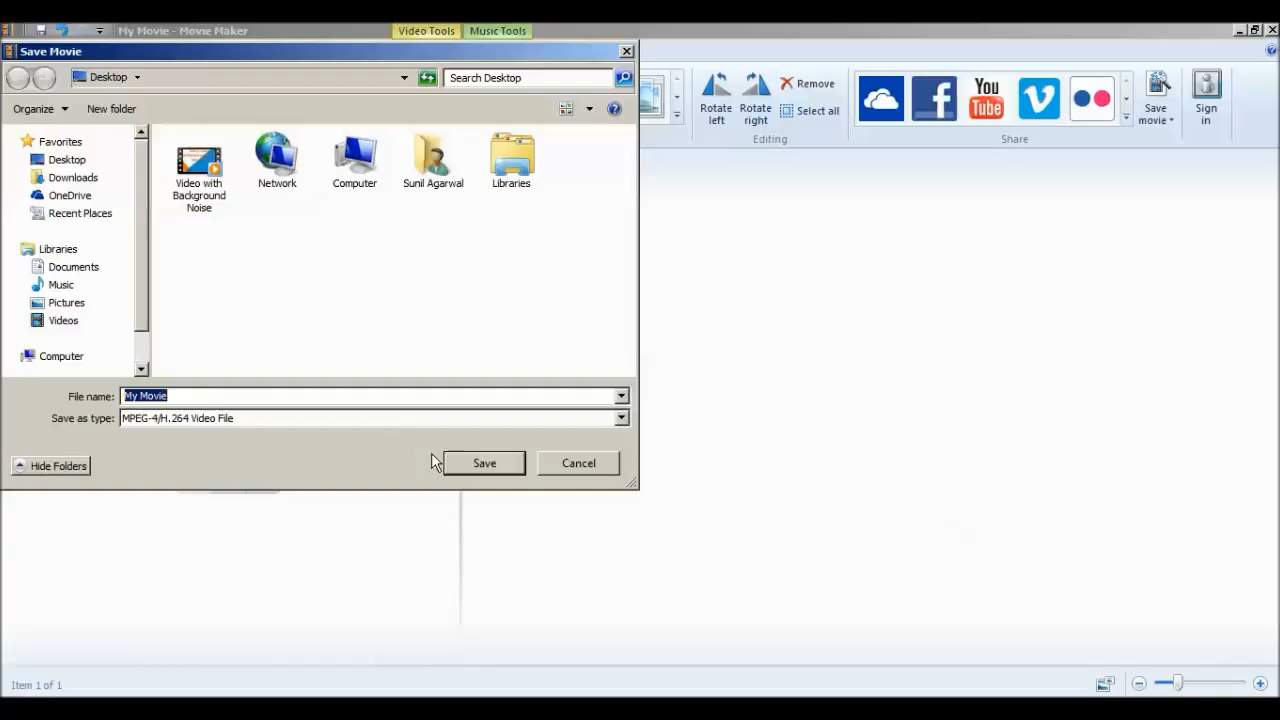 My Movie - Movie Maker
Video Tools
Music Tools
Save Movie
Desktop
Search Desktop
Organize
New folder
Favorites
Desktop
Downloads
OneDrive
Recent Places
Libraries
Documents
Music
Pictures
Videos
Computer
Video with
Background
Noise
Network
Computer
Sunil Agarwal
Libraries
File name: My Movie
Save as type: MPEG-4/H.264 Video File
Hide Folders
Save
Cancel
Rotate
left
Rotate
right
Remove
Select all
Editing
You
Tube
Share
Save
movie
Sign
in
Item 1 of 1